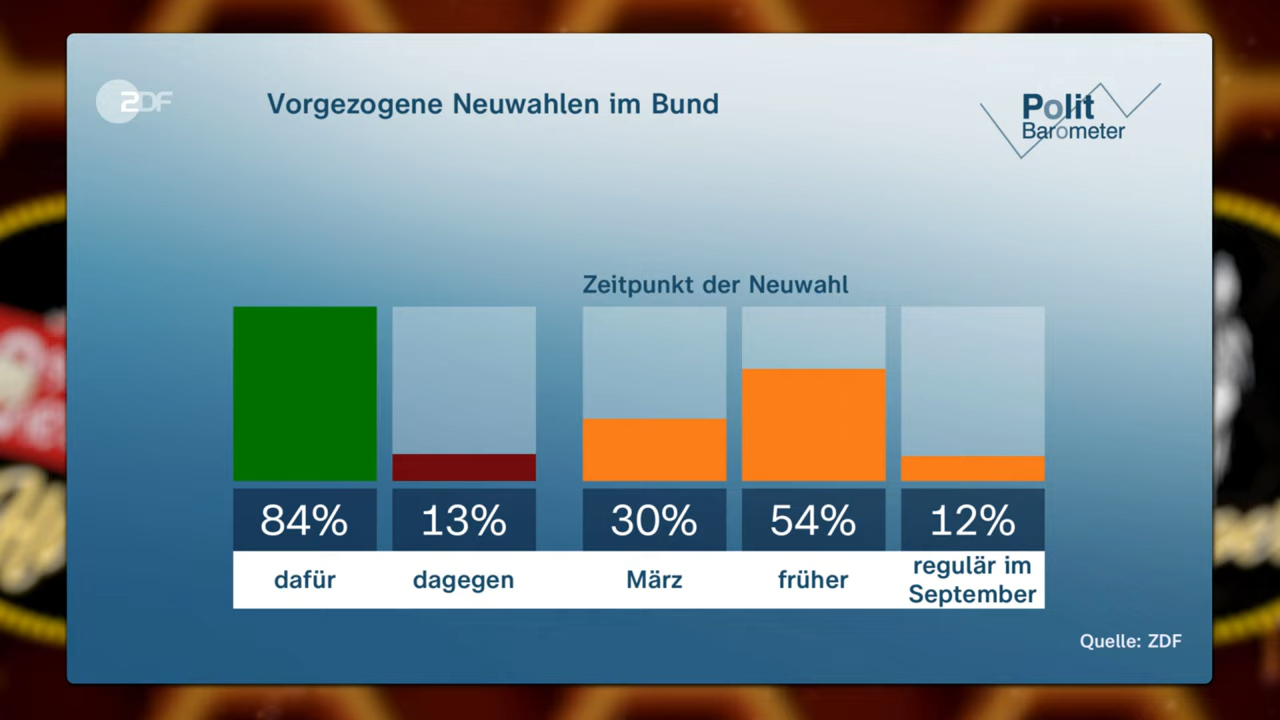 ZDF
Vorgezogene Neuwahlen im Bund
Polit
Barometer
Zeitpunkt der Neuwahl
84%
13%
30%
54%
12%
dafür
dagegen
März
früher
regulär im
September
Quelle: ZDF